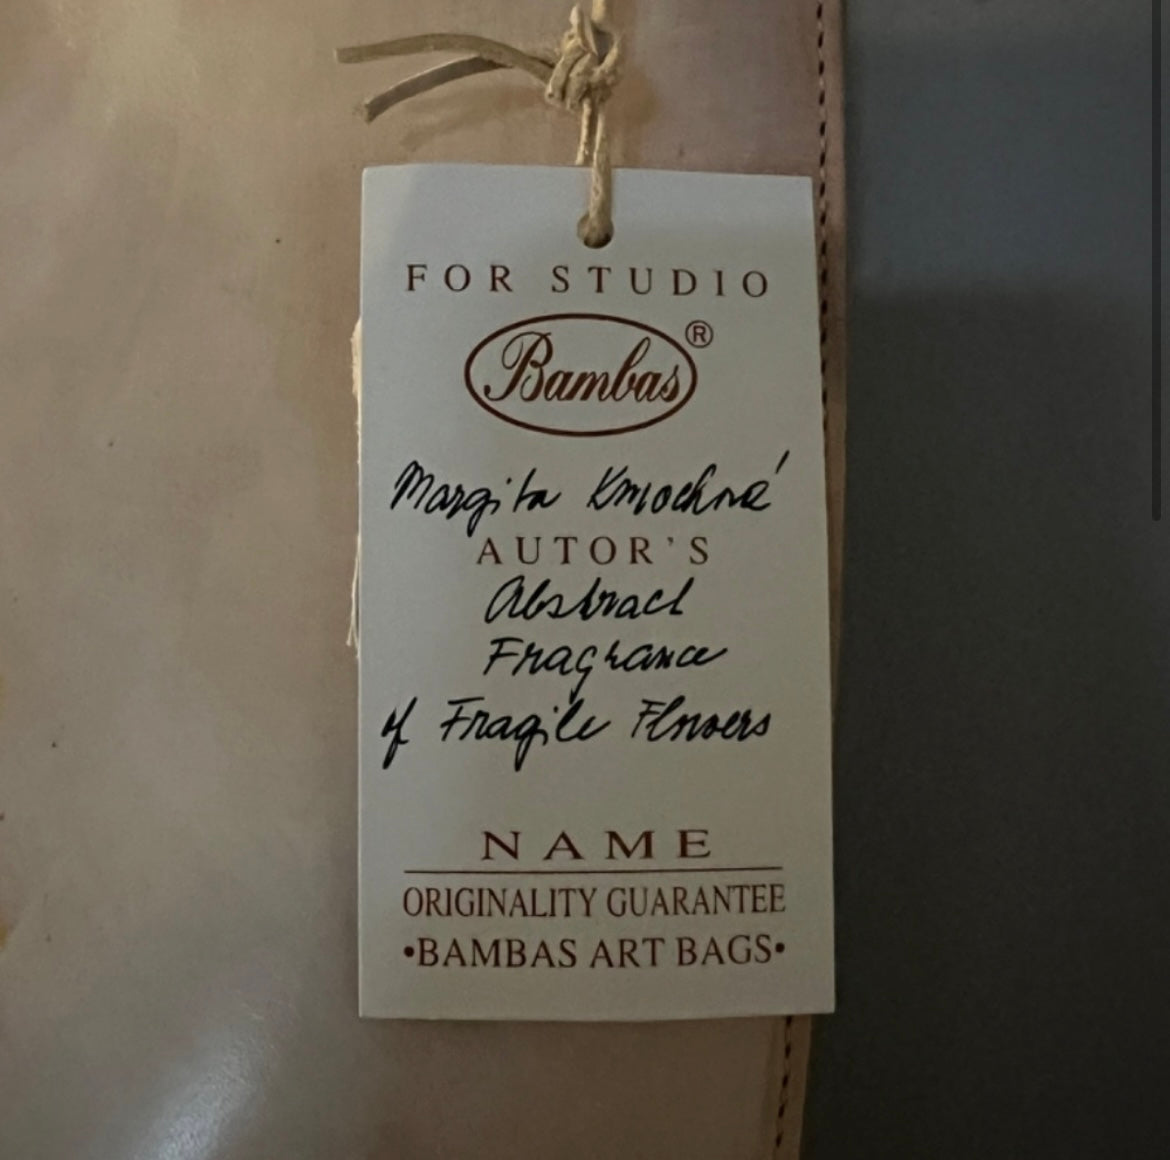 FOR STUDIO
Bambas®
Margita Kmochná
AUTOR'S
Abstract
Fragrance
of Fragile Flowers
NAME
ORIGINALITY GUARANTEE
•BAMBAS ART BAGS•